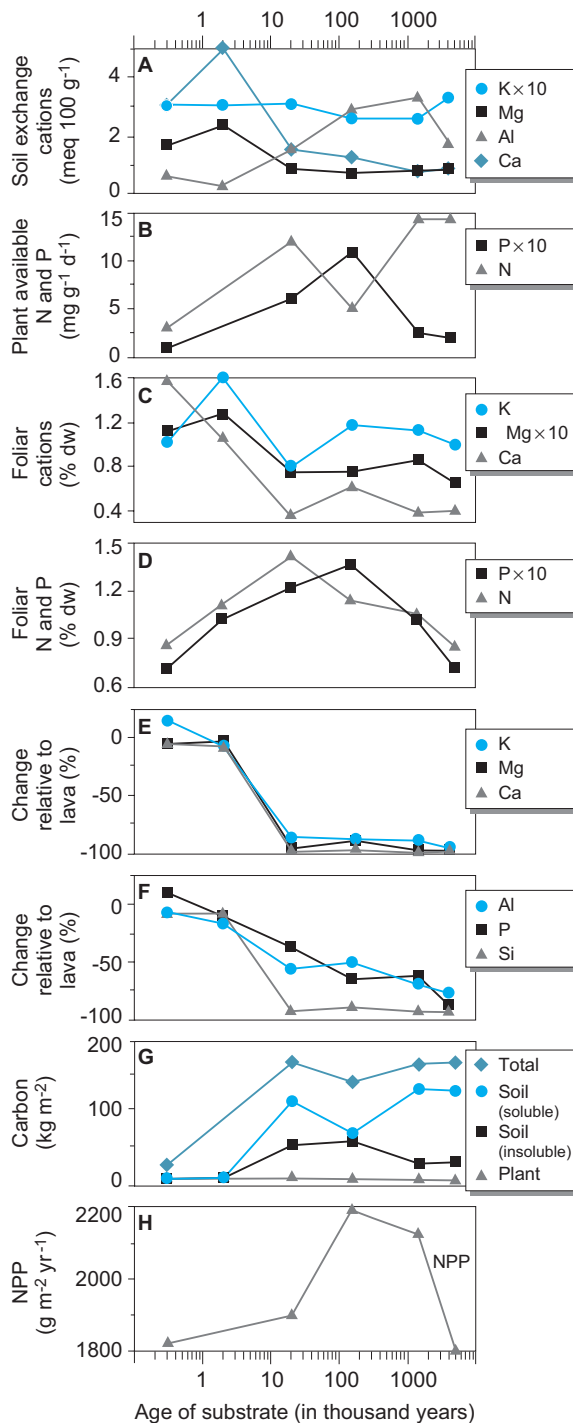 1 10 100 1000
A
Soil exchange
cations
(meq 100 g-1)
4
2
0
K×10
Mg
Al
Ca
B
Plant available
N and P
(mg g-1 d-1)
15
10
5
0
P×10
N
C
Foliar
cations
(% dw)
1.6
1.2
0.8
0.4
K
Mg×10
Ca
D
Foliar
N and P
(% dw)
1.5
1.2
0.9
0.6
P×10
N
E
Change
relative to
lava (%)
0
-50
-100
K
Mg
Ca
F
Change
relative to
lava (%)
0
-50
-100
Al
P
Si
G
Carbon
(kg m-2)
200
100
0
Total
Soil
(soluble)
Soil
(insoluble)
Plant
H
NPP
(g m-2 yr-1)
2200
2000
1800
NPP
1 10 100 1000
Age of substrate (in thousand years)